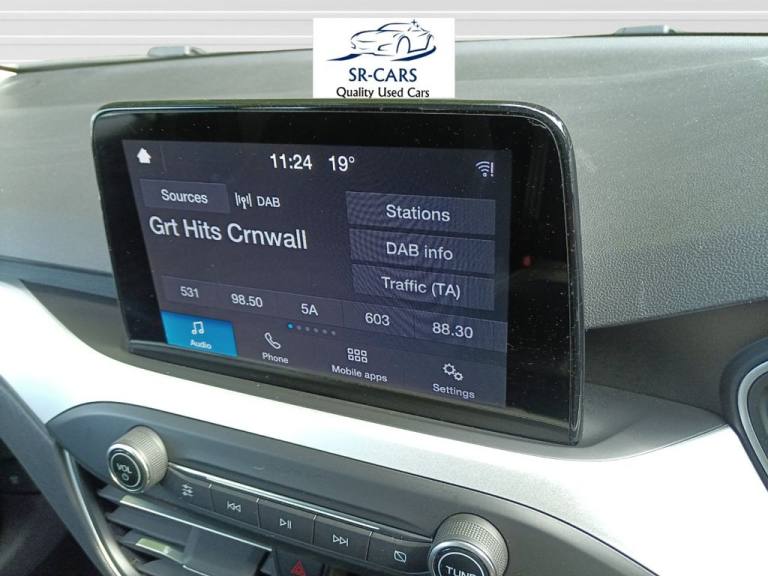 SR-CARS
Quality Used Cars
11:24 19°
Sources DAB
Stations
Grt Hits Crnwall
DAB info
Traffic (TA)
531 98.50 5A 603 88.30
Audio Phone Mobile apps Settings
VOL
TUNE